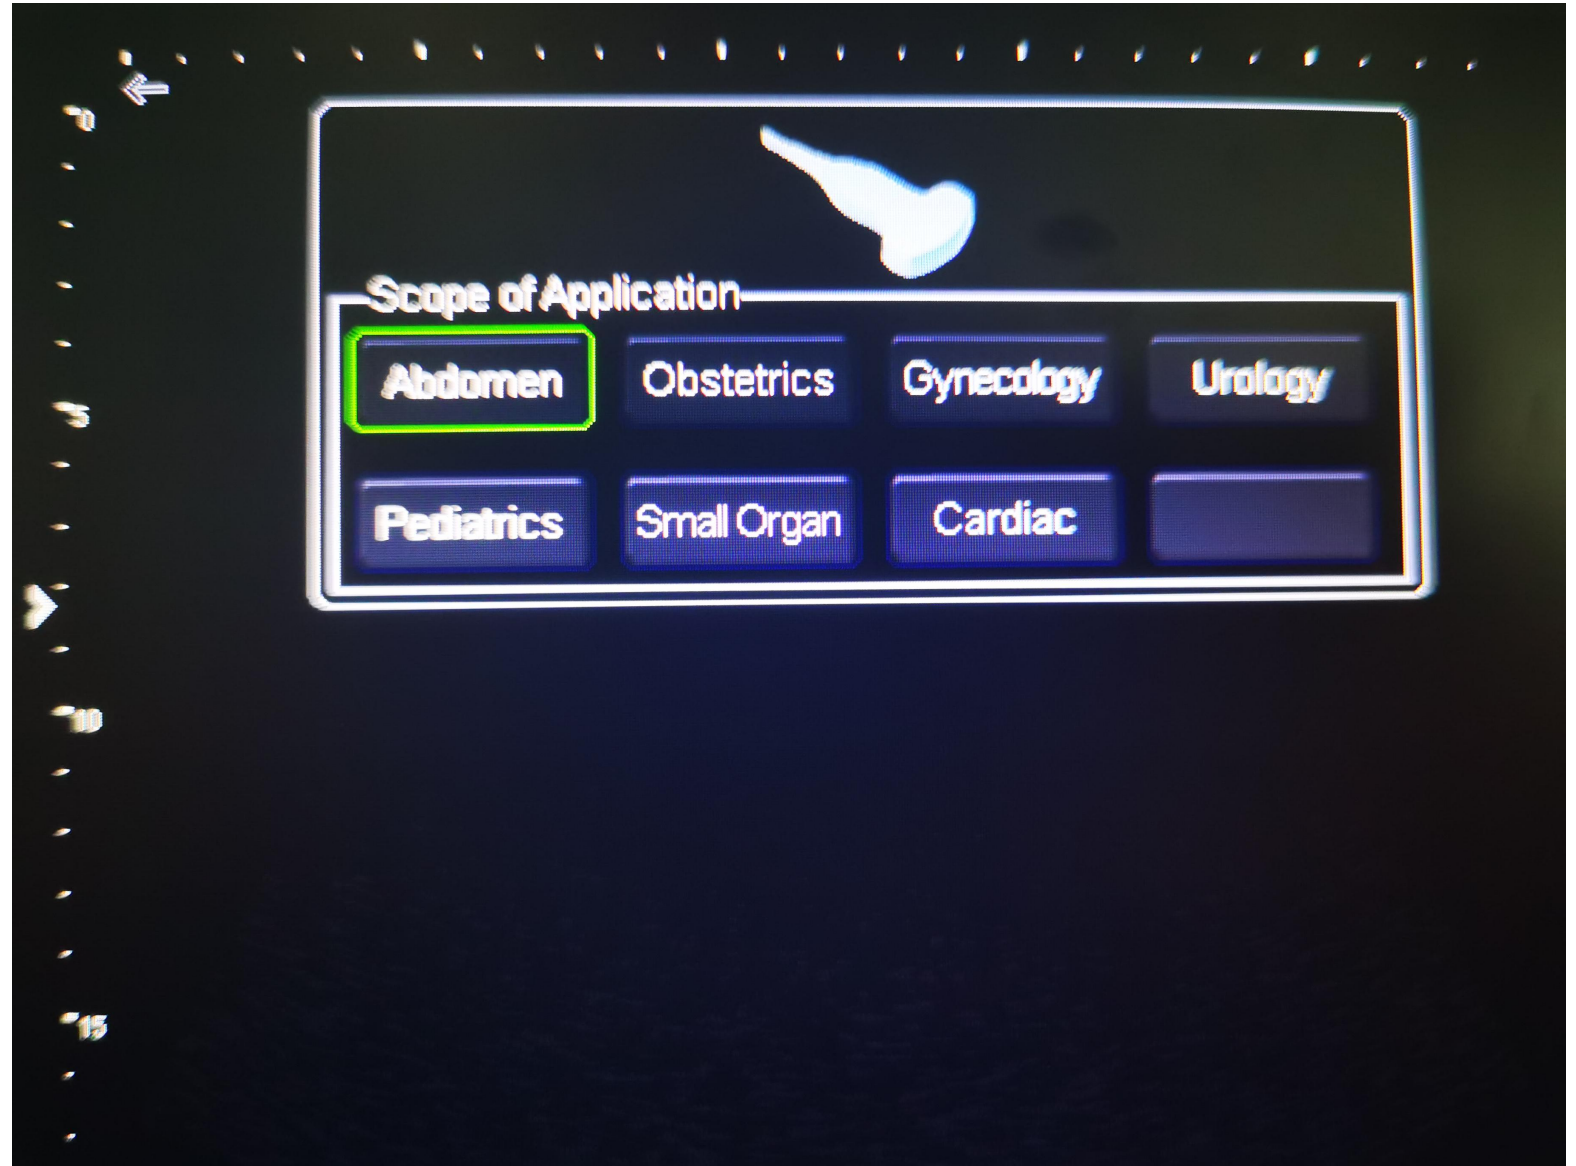 0
Scope of Application
Abdomen Obstetrics Gynecology Urology
5
Pediatrics Small Organ Cardiac
10
15